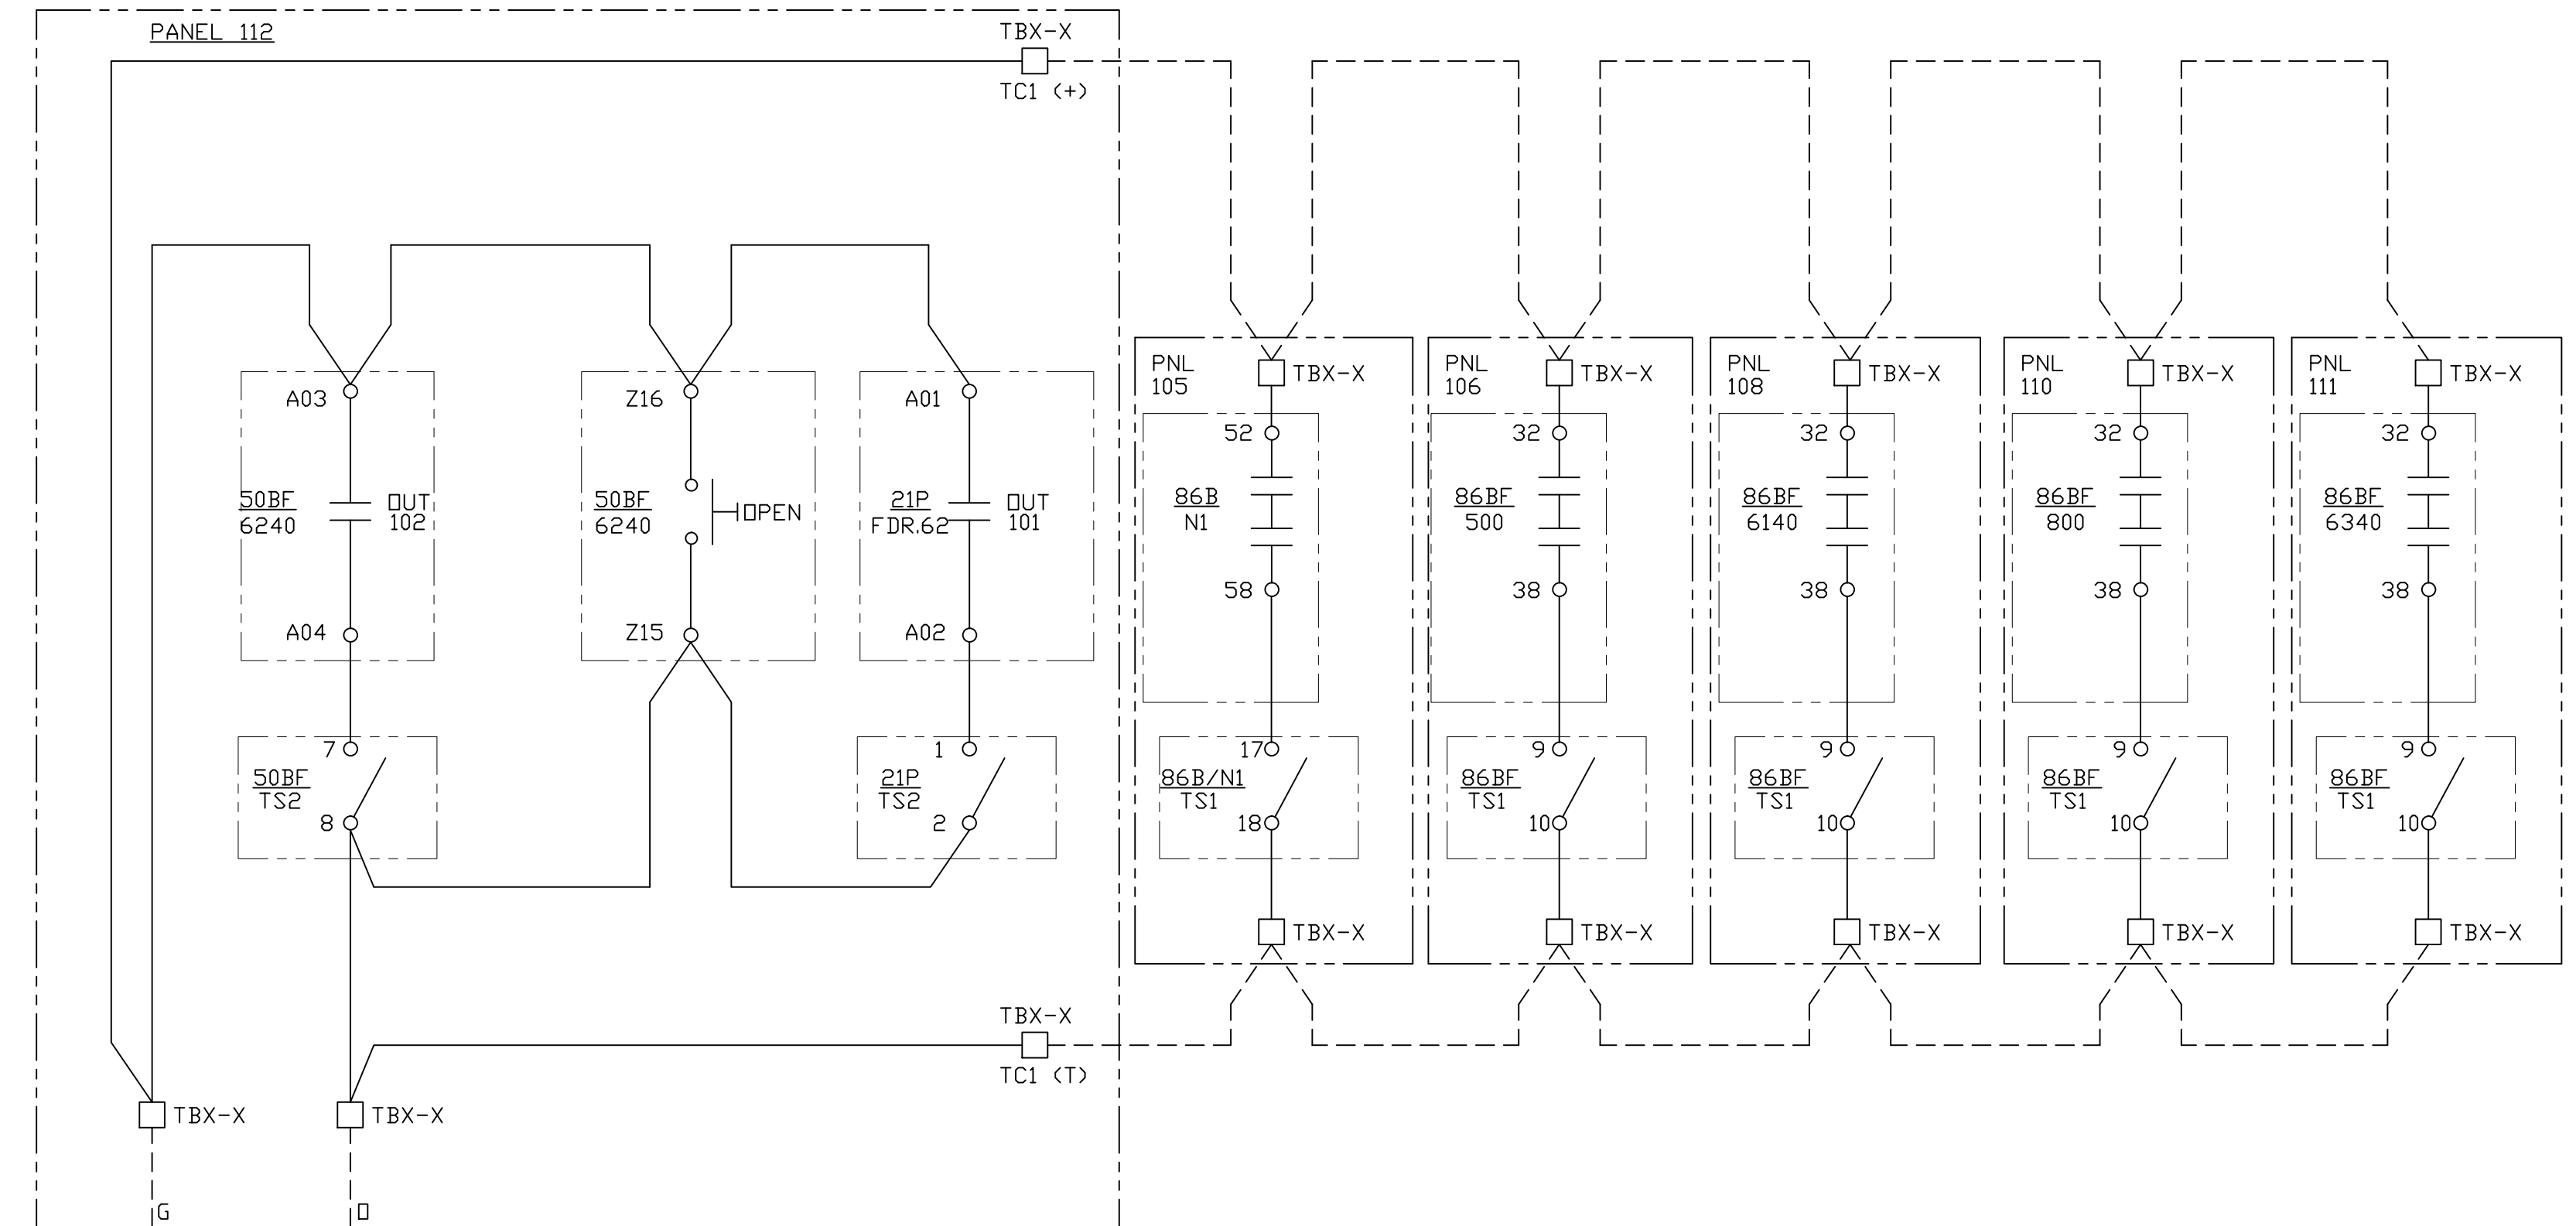 PANEL 112
TBX-X
TC1 (+)
A03
50BF
6240
OUT
102
A04
7
50BF
TS2
8
Z16
50BF
6240
OPEN
Z15
A01
21P
FDR.62
OUT
101
A02
1
21P
TS2
2
PNL
105
TBX-X
52
86B
N1
58
17
86B/N1
TS1
18
TBX-X
PNL
106
TBX-X
32
86BF
500
38
9
86BF
TS1
10
TBX-X
PNL
108
TBX-X
32
86BF
6140
38
9
86BF
TS1
10
TBX-X
PNL
110
TBX-X
32
86BF
800
38
9
86BF
TS1
10
TBX-X
PNL
111
TBX-X
32
86BF
6340
38
9
86BF
TS1
10
TBX-X
TBX-X
TC1 (T)
TBX-X
TBX-X
G
O